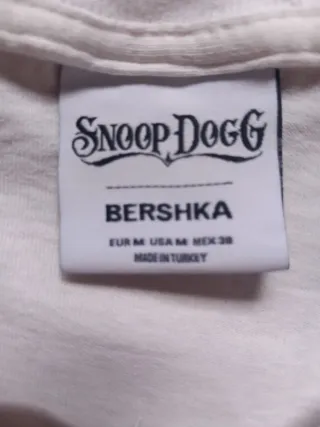 SNOOP DOGG
BERSHKA
EUR M USA M MEX 38
MADE IN TURKEY